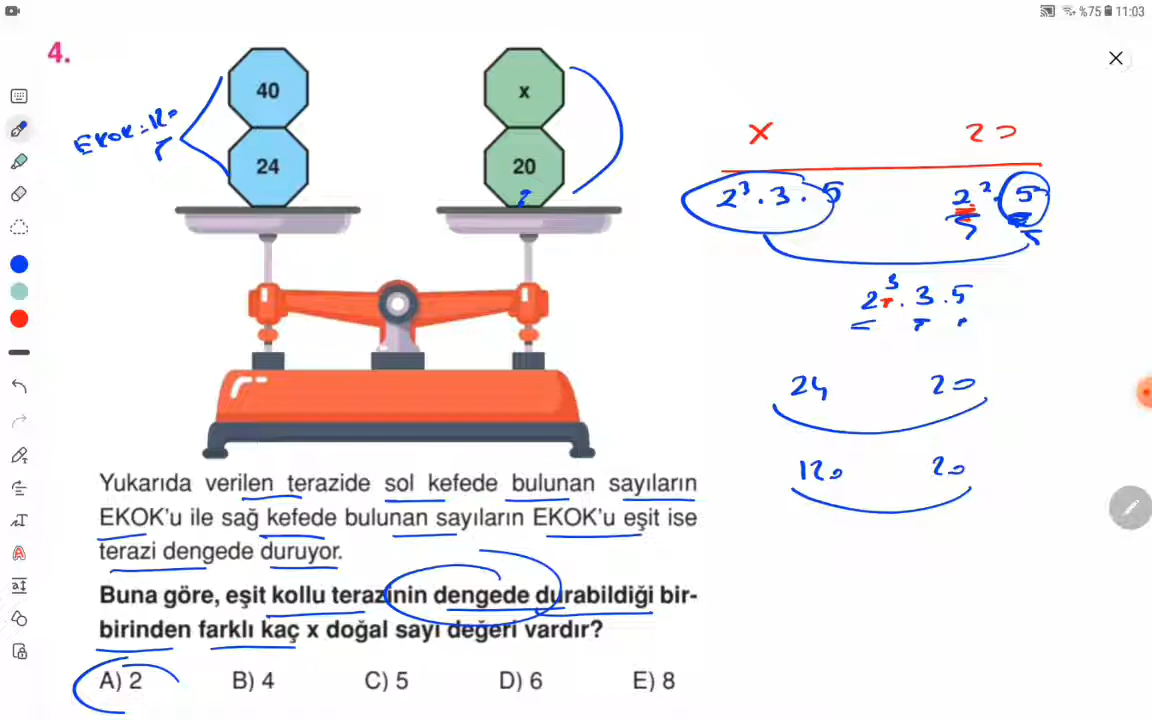 %75 11:03
4.
40
x
EKOK=120
24
20
x 20
2³.3.5 2².5
2³.3.5
24 20
120 20
Yukarıda verilen terazide sol kefede bulunan sayıların
EKOK'u ile sağ kefede bulunan sayıların EKOK'u eşit ise
terazi dengede duruyor.
Buna göre, eşit kollu terazinin dengede durabildiği bir-
birinden farklı kaç x doğal sayı değeri vardır?
A) 2 B) 4 C) 5 D) 6 E) 8